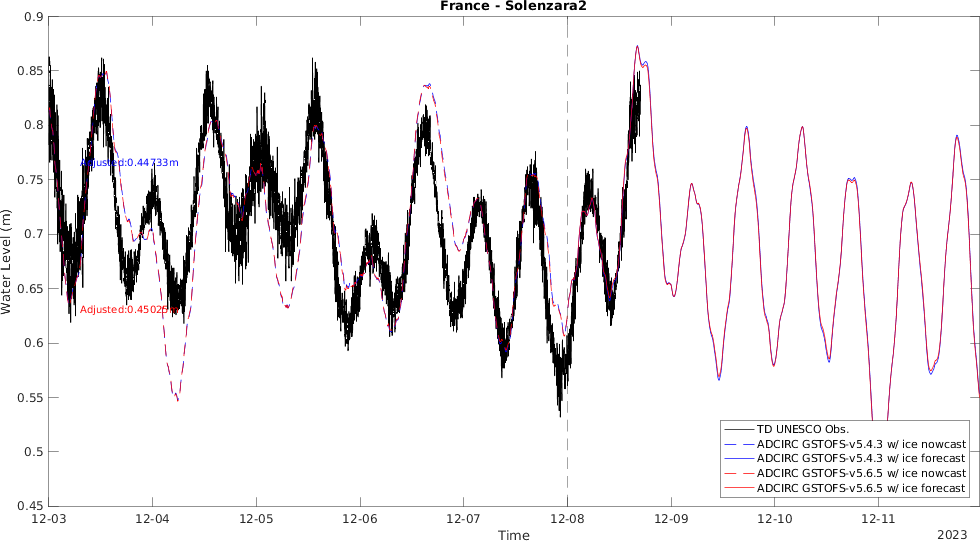 France - Solenzara2
0.9
0.85
0.8
0.75
0.7
0.65
0.6
0.55
0.5
0.45
Water Level (m)
Adjusted:0.44733m
Adjusted:0.45025m
TD UNESCO Obs.
ADCIRC GSTOFS-v5.4.3 w/ ice nowcast
ADCIRC GSTOFS-v5.4.3 w/ ice forecast
ADCIRC GSTOFS-v5.6.5 w/ ice nowcast
ADCIRC GSTOFS-v5.6.5 w/ ice forecast
12-03 12-04 12-05 12-06 12-07 12-08 12-09 12-10 12-11
Time
2023